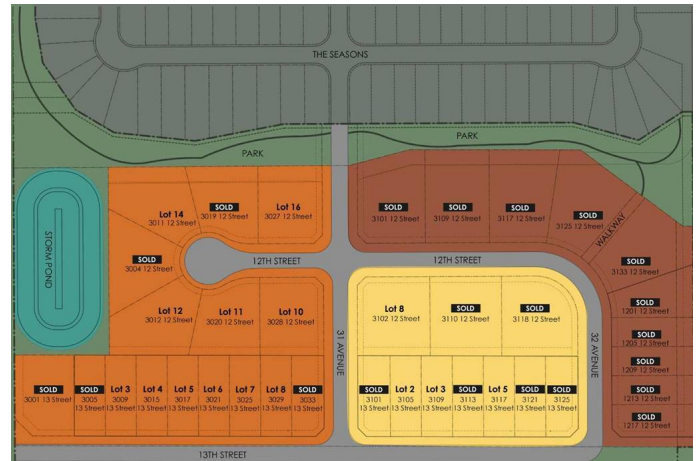 THE SEASONS
PARK
PARK
Lot 14
3011 12 Street
SOLD
3019 12 Street
Lot 16
3027 12 Street
SOLD
3101 12 Street
SOLD
3109 12 Street
SOLD
3117 12 Street
SOLD
3125 12 Street
WALKWAY
STORM POND
SOLD
3004 12 Street
12TH STREET
12TH STREET
SOLD
3133 12 Street
Lot 12
3012 12 Street
Lot 11
3020 12 Street
Lot 10
3028 12 Street
31 AVENUE
Lot 8
3102 12 Street
SOLD
3110 12 Street
SOLD
3118 12 Street
32 AVENUE
SOLD
1201 12 Street
SOLD
1205 12 Street
SOLD
1209 12 Street
SOLD
1213 12 Street
SOLD
1217 12 Street
SOLD
3001 13 Street
SOLD
3005
13 Street
Lot 3
3009
13 Street
Lot 4
3015
13 Street
Lot 5
3017
13 Street
Lot 6
3021
13 Street
Lot 7
3025
13 Street
Lot 8
3029
13 Street
SOLD
3033
13 Street
SOLD
3101
13 Street
Lot 2
3105
13 Street
Lot 3
3109
13 Street
SOLD
3113
13 Street
Lot 5
3117
13 Street
SOLD
3121
13 Street
SOLD
3125
13 Street
13TH STREET